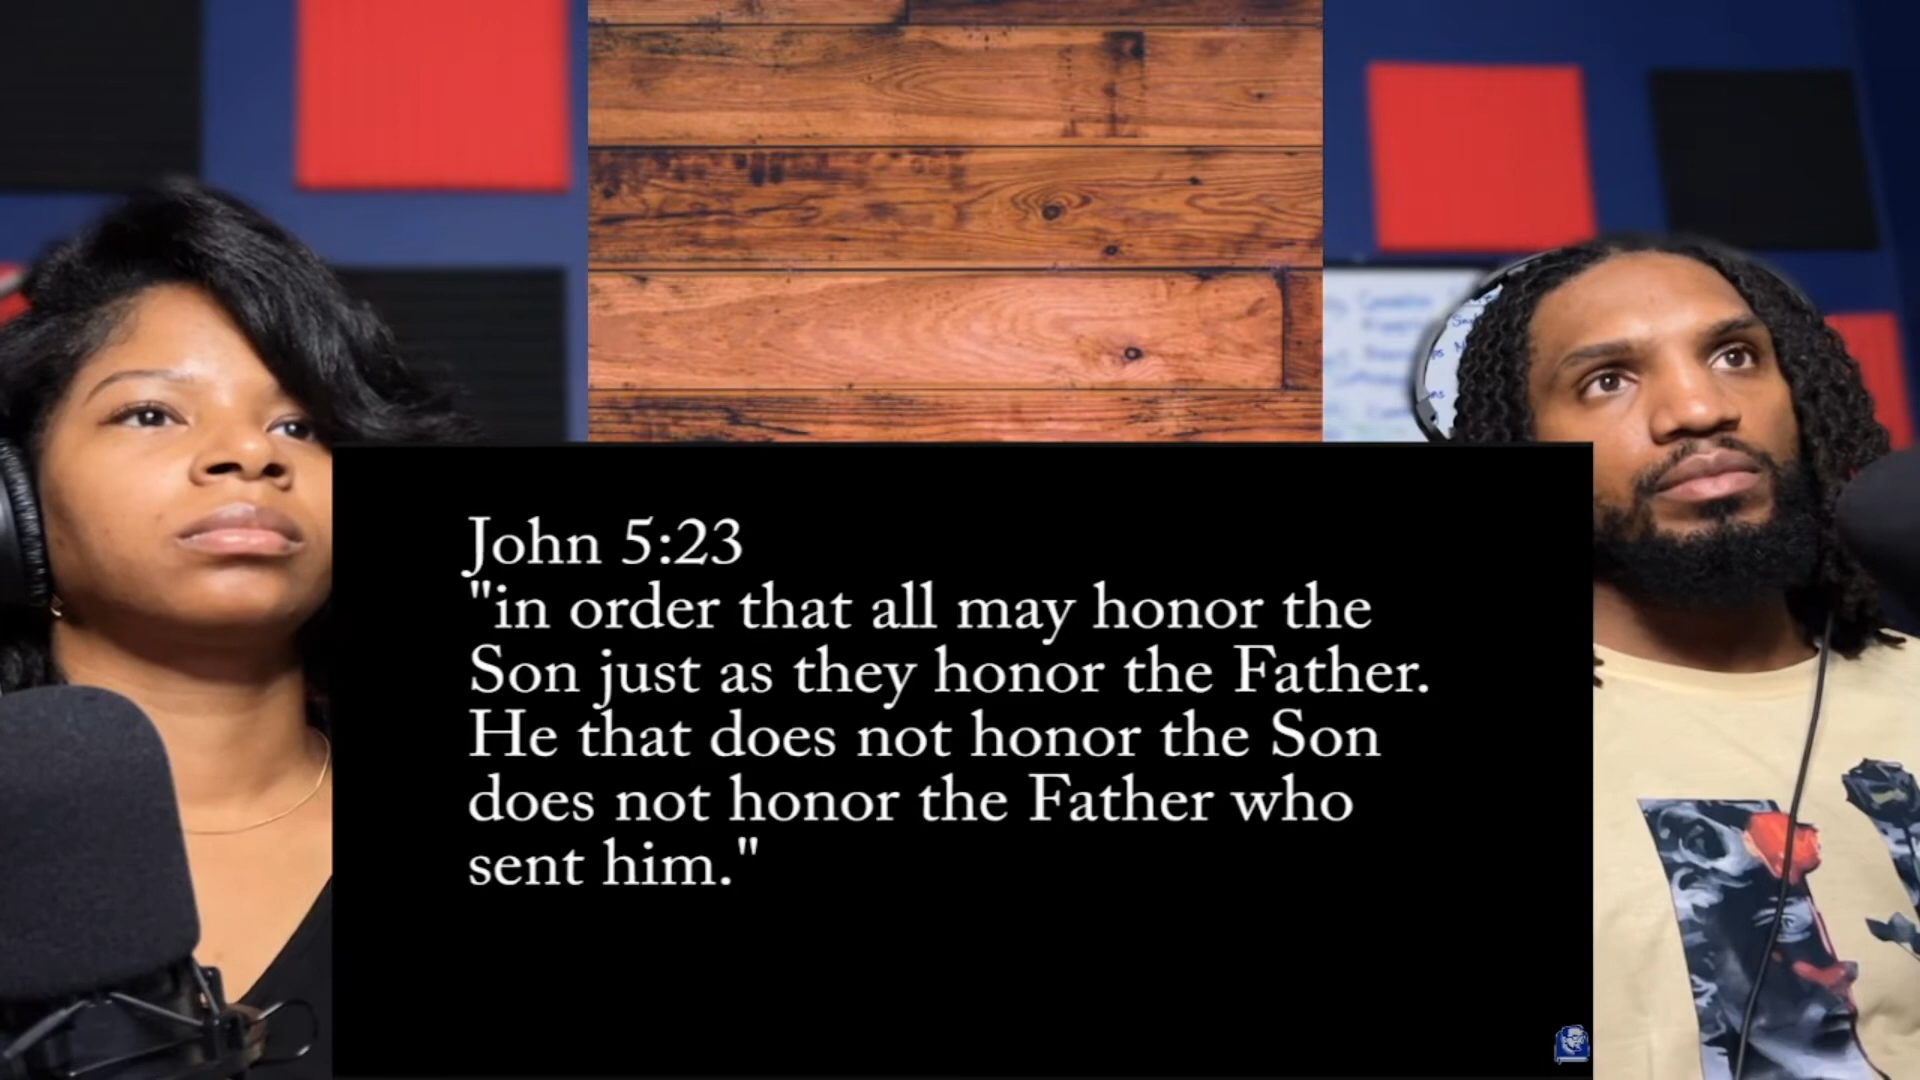 John 5:23
"in order that all may honor the
Son just as they honor the Father.
He that does not honor the Son
does not honor the Father who
sent him."